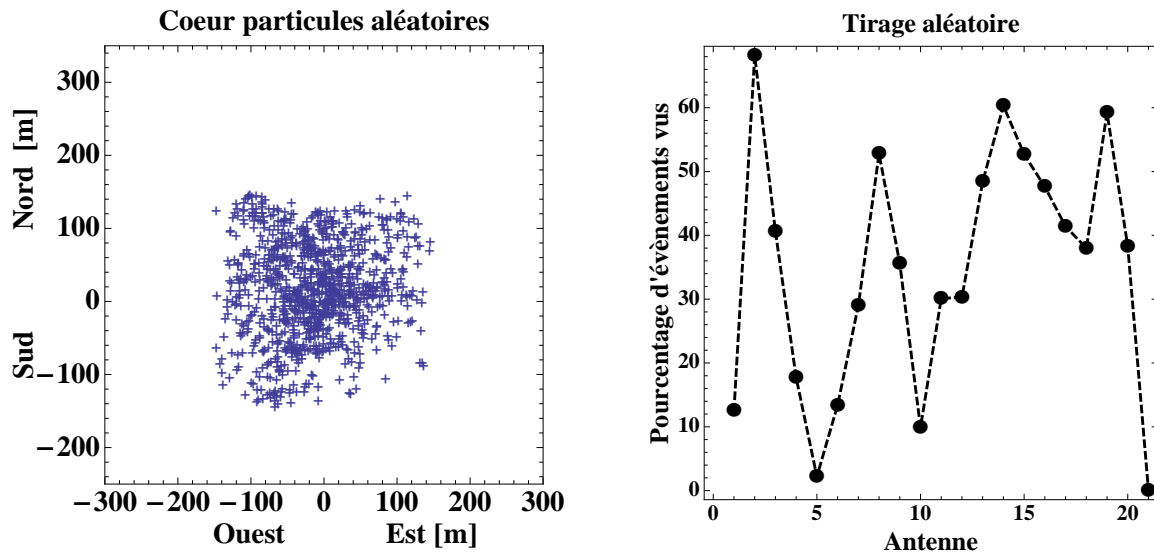 Coeur particules aléatoires
Nord [m]
Sud
300
200
100
0
−100
−200
−300 −200 −100 0 100 200 300
Ouest Est [m]
Tirage aléatoire
Pourcentage d'évènements vus
60
50
40
30
20
10
0
0 5 10 15 20
Antenne